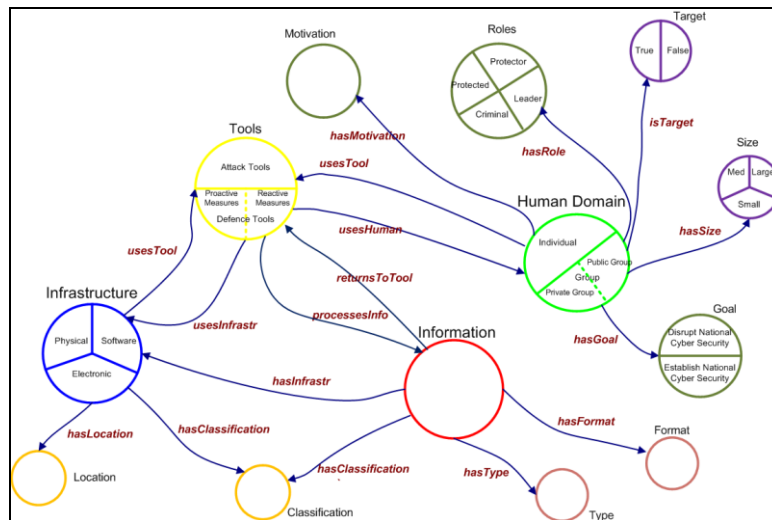 Target
Motivation
Roles
True
False
Protector
Protected
Leader
Criminal
hasMotivation
isTarget
Tools
usesTool
hasRole
Size
Attack Tools
Med
Large
Small
Proactive
Measures
Reactive
Measures
Defence Tools
Human Domain
usesHuman
Individual
hasSize
Public Group
Group
Private Group
usesTool
returnsToTool
Infrastructure
usesInfrastr
processesInfo
Information
Goal
hasGoal
Physical
Software
Electronic
Disrupt National
Cyber Security
Establish National
Cyber Security
hasInfrastr
hasLocation
hasClassification
hasFormat
Format
hasClassification
hasType
Location
Classification
Type